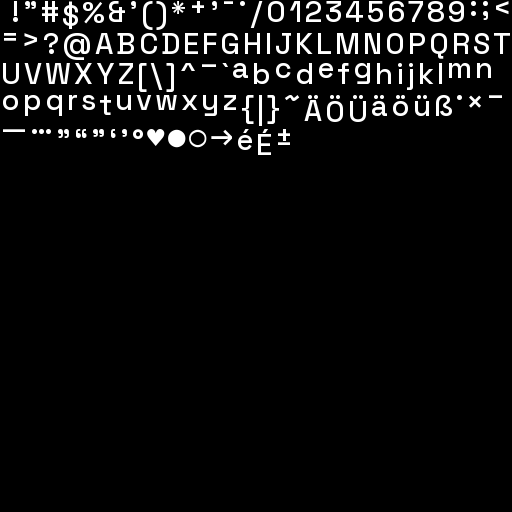 !"#$%&'()*+,-./0123456789:;<
=>?@ABCDEFGHIJKLMNOPQRST
UVWXYZ[\]^_`abcdefghijklmn
opqrstuvwxyz{|}~ÄÖÜäöüß·×–
—…”“”‘’°♥●○→éÉ±